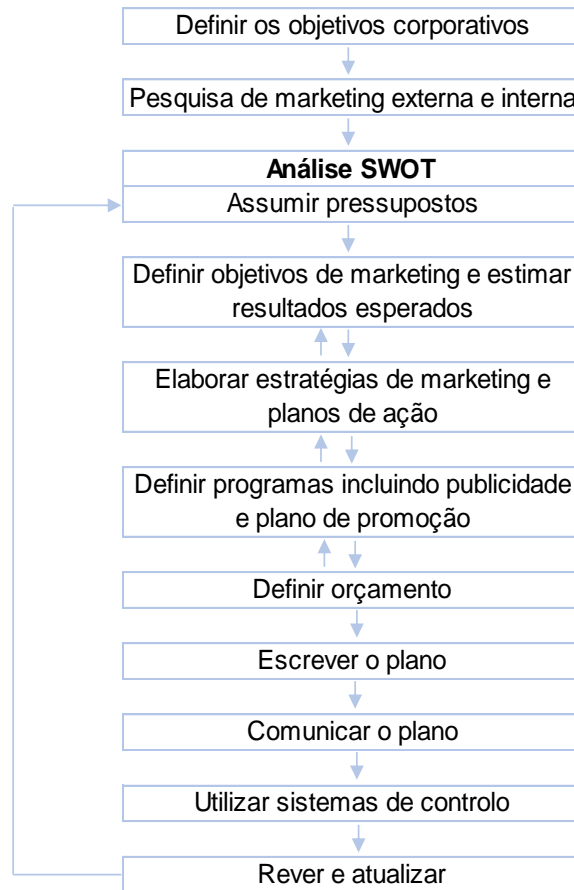 Definir os objetivos corporativos
Pesquisa de marketing externa e interna
Análise SWOT
Assumir pressupostos
Definir objetivos de marketing e estimar
resultados esperados
Elaborar estratégias de marketing e
planos de ação
Definir programas incluindo publicidade
e plano de promoção
Definir orçamento
Escrever o plano
Comunicar o plano
Utilizar sistemas de controlo
Rever e atualizar